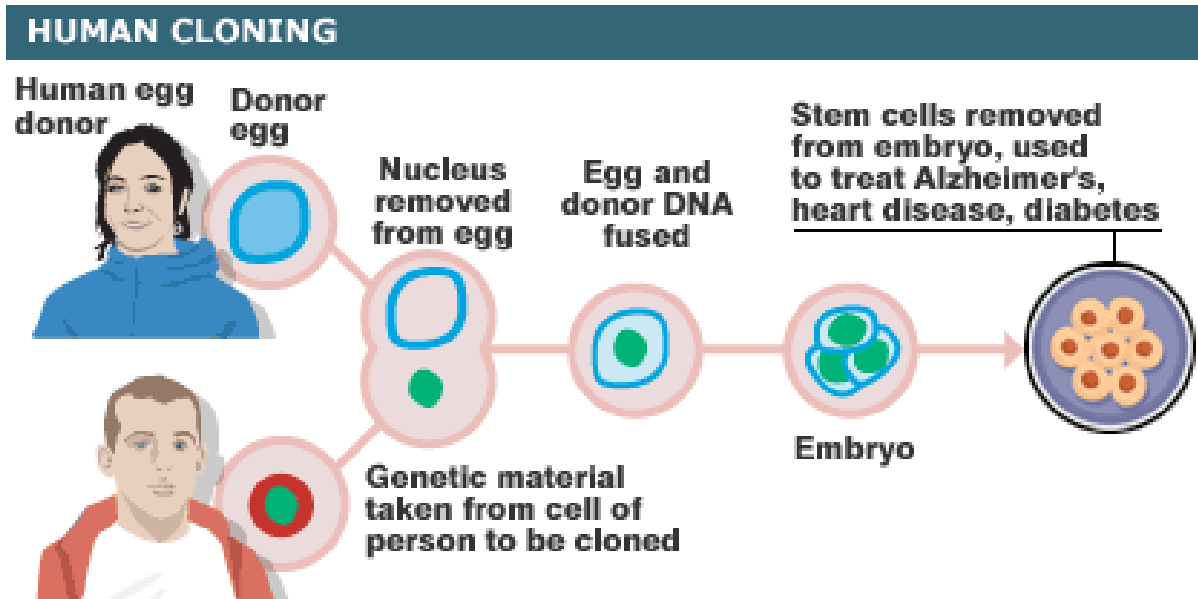 HUMAN CLONING
Human egg
donor
Donor
egg
Nucleus
removed
from egg
Egg and
donor DNA
fused
Stem cells removed
from embryo, used
to treat Alzheimer's,
heart disease, diabetes
Embryo
Genetic material
taken from cell of
person to be cloned